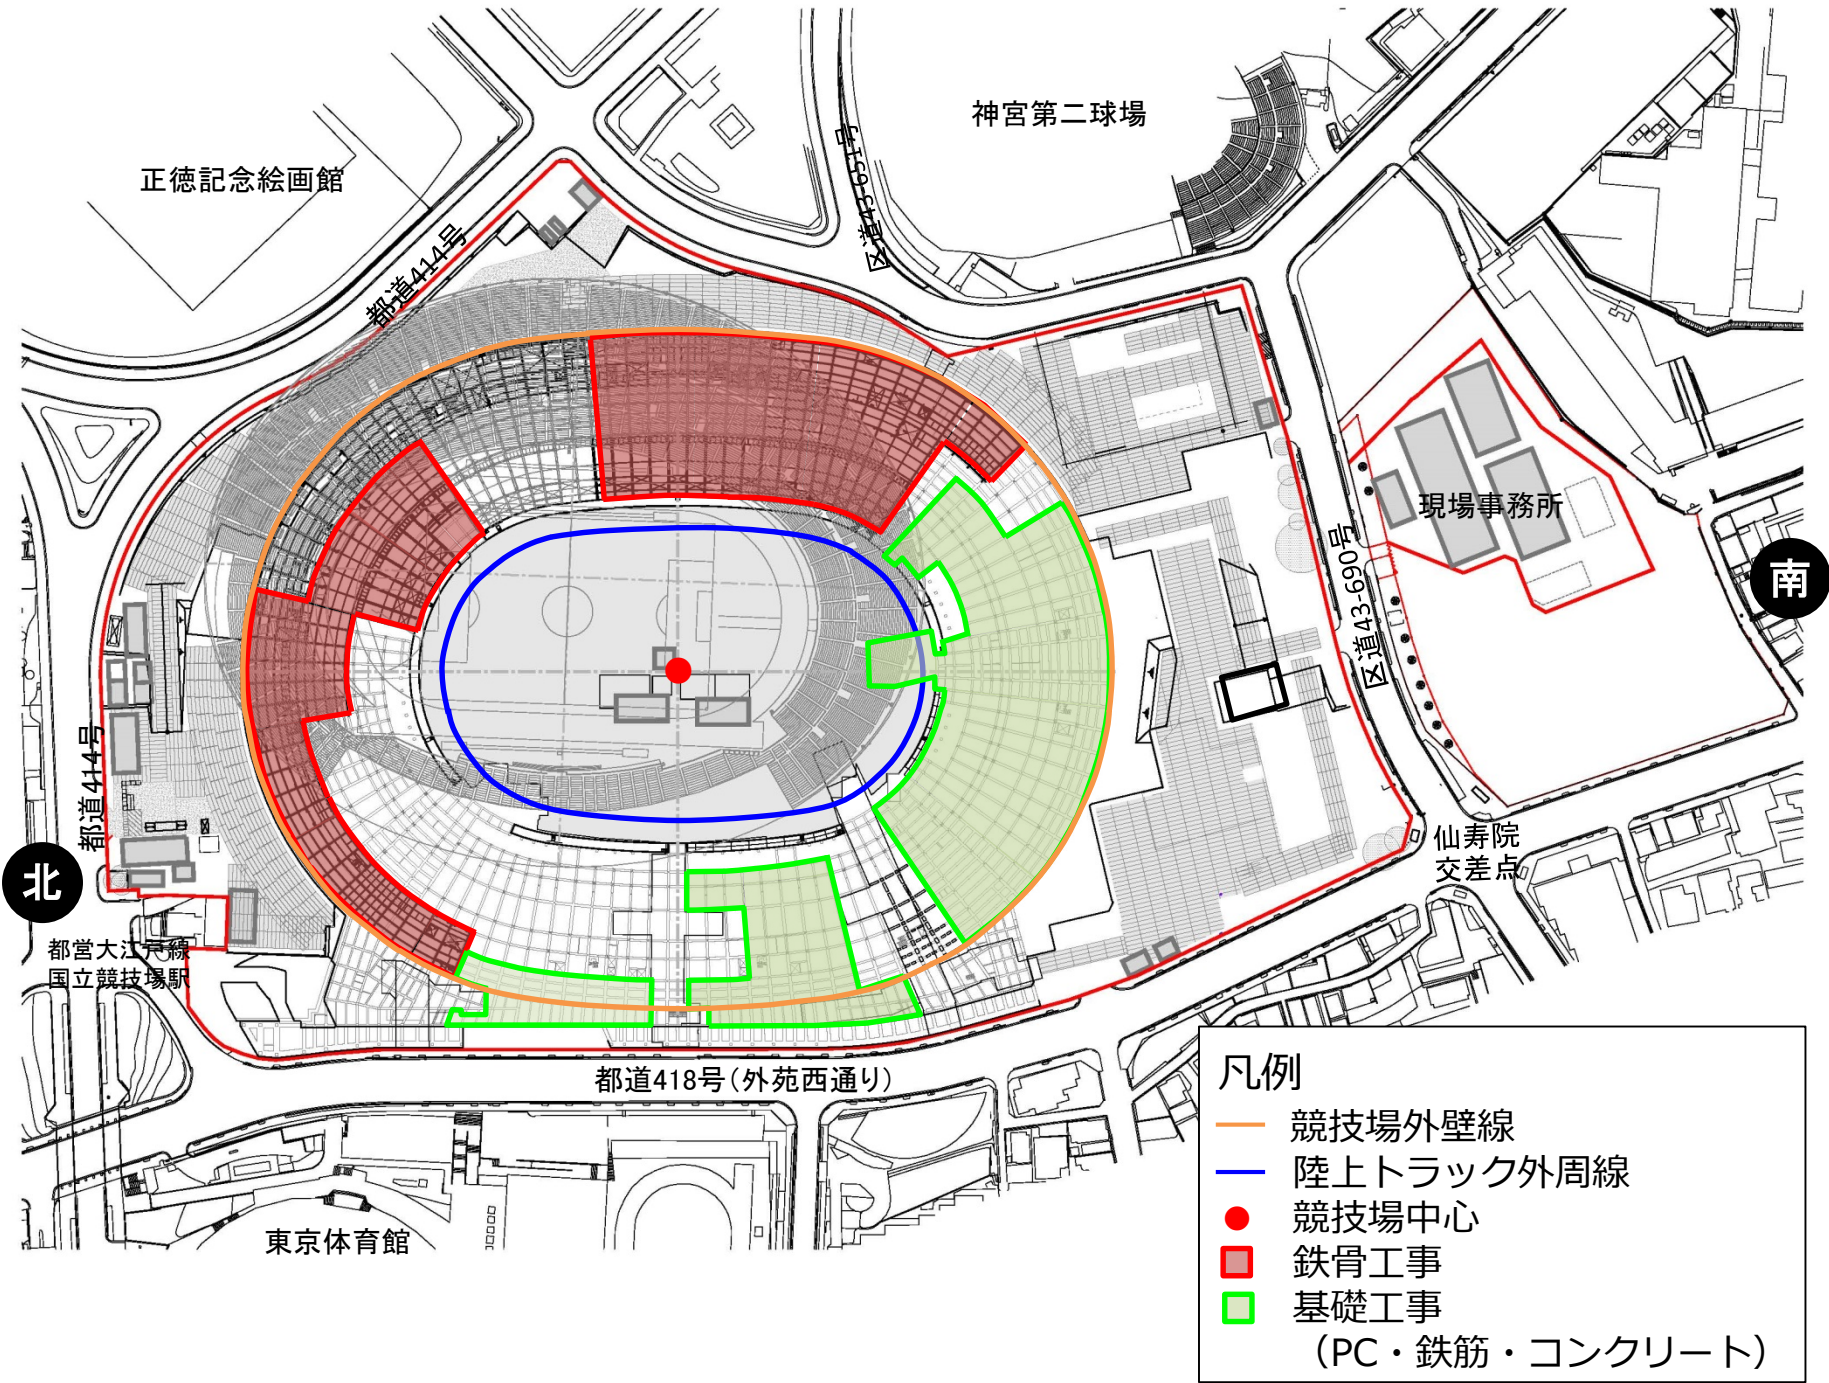 神宮第二球場
正徳記念絵画館
区道43-651号
都道414号
現場事務所
南
区道43-690号
都道414号
仙寿院
交差点
北
都営大江戸線
国立競技場駅
都道418号(外苑西通り)
東京体育館
凡例
競技場外壁線
陸上トラック外周線
競技場中心
鉄骨工事
基礎工事
(PC・鉄筋・コンクリート)